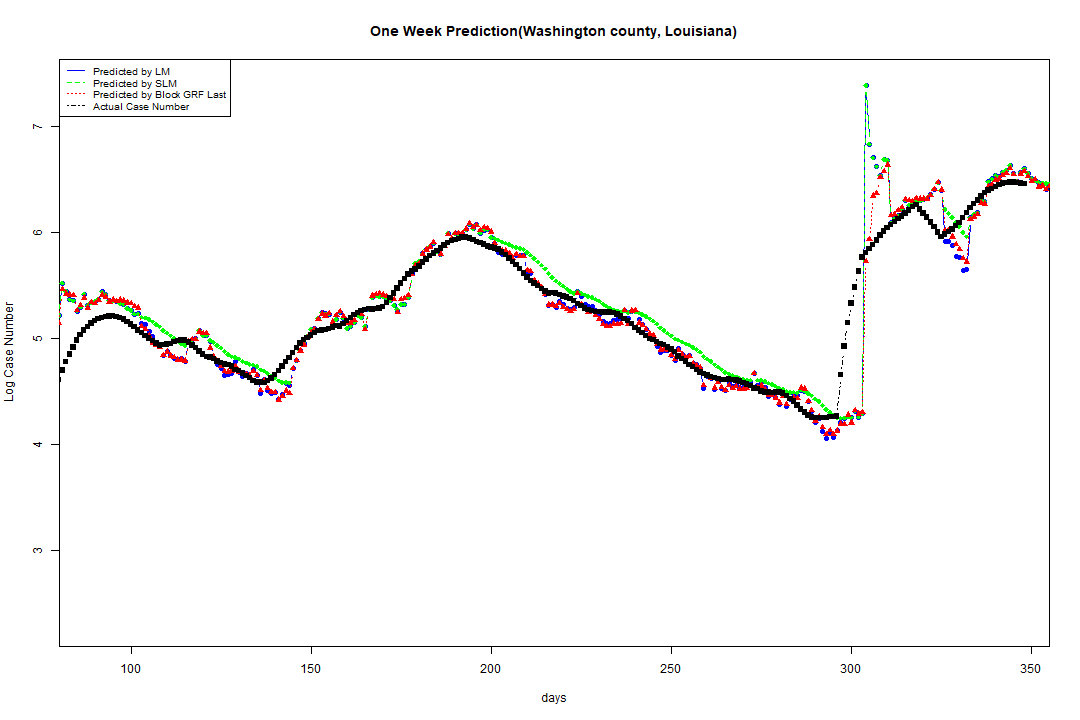 One Week Prediction(Washington county, Louisiana)
Predicted by LM
Predicted by SLM
Predicted by Block GRF Last
Actual Case Number
7
6
5
4
3
Log Case Number
100 150 200 250 300 350
days